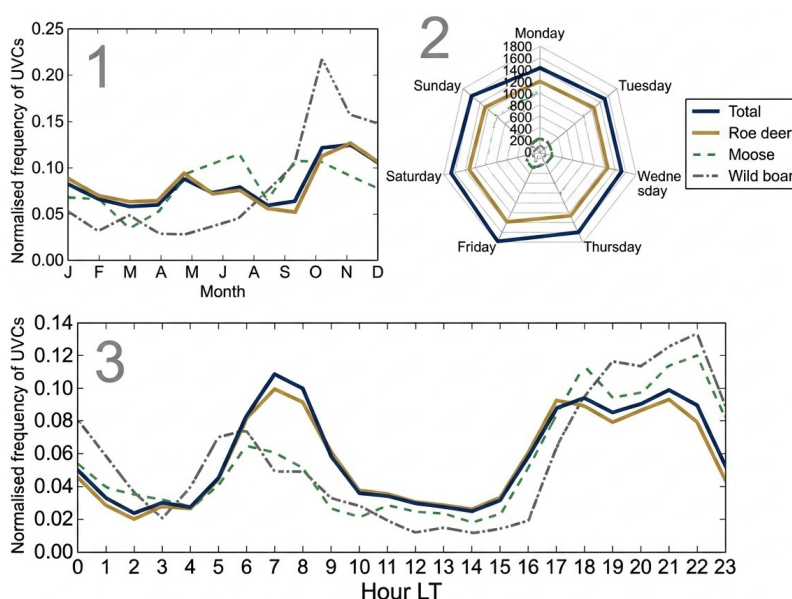 1
Normalised frequency of UVCs
0.25
0.20
0.15
0.10
0.05
0.00
J F M A M J J A S O N D
Month
2
Monday
Tuesday
Wedne
sday
Thursday
Friday
Saturday
Sunday
1800
1600
1400
1200
1000
800
600
400
200
0
Total
Roe deer
Moose
Wild boar
3
Normalised frequency of UVCs
0.14
0.12
0.10
0.08
0.06
0.04
0.02
0.00
0 1 2 3 4 5 6 7 8 9 10 11 12 13 14 15 16 17 18 19 20 21 22 23
Hour LT